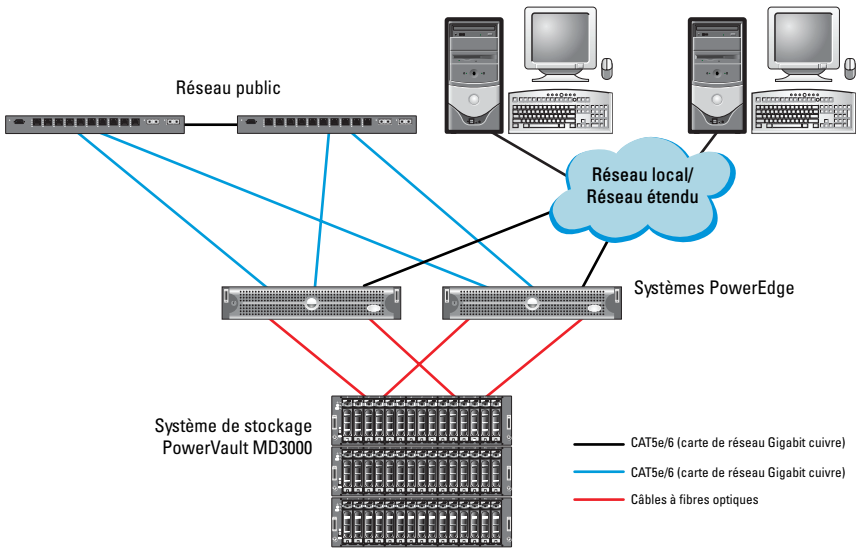 Réseau public
Réseau local/
Réseau étendu
Systèmes PowerEdge
Système de stockage
PowerVault MD3000
CAT5e/6 (carte de réseau Gigabit cuivre)
CAT5e/6 (carte de réseau Gigabit cuivre)
Câbles à fibres optiques